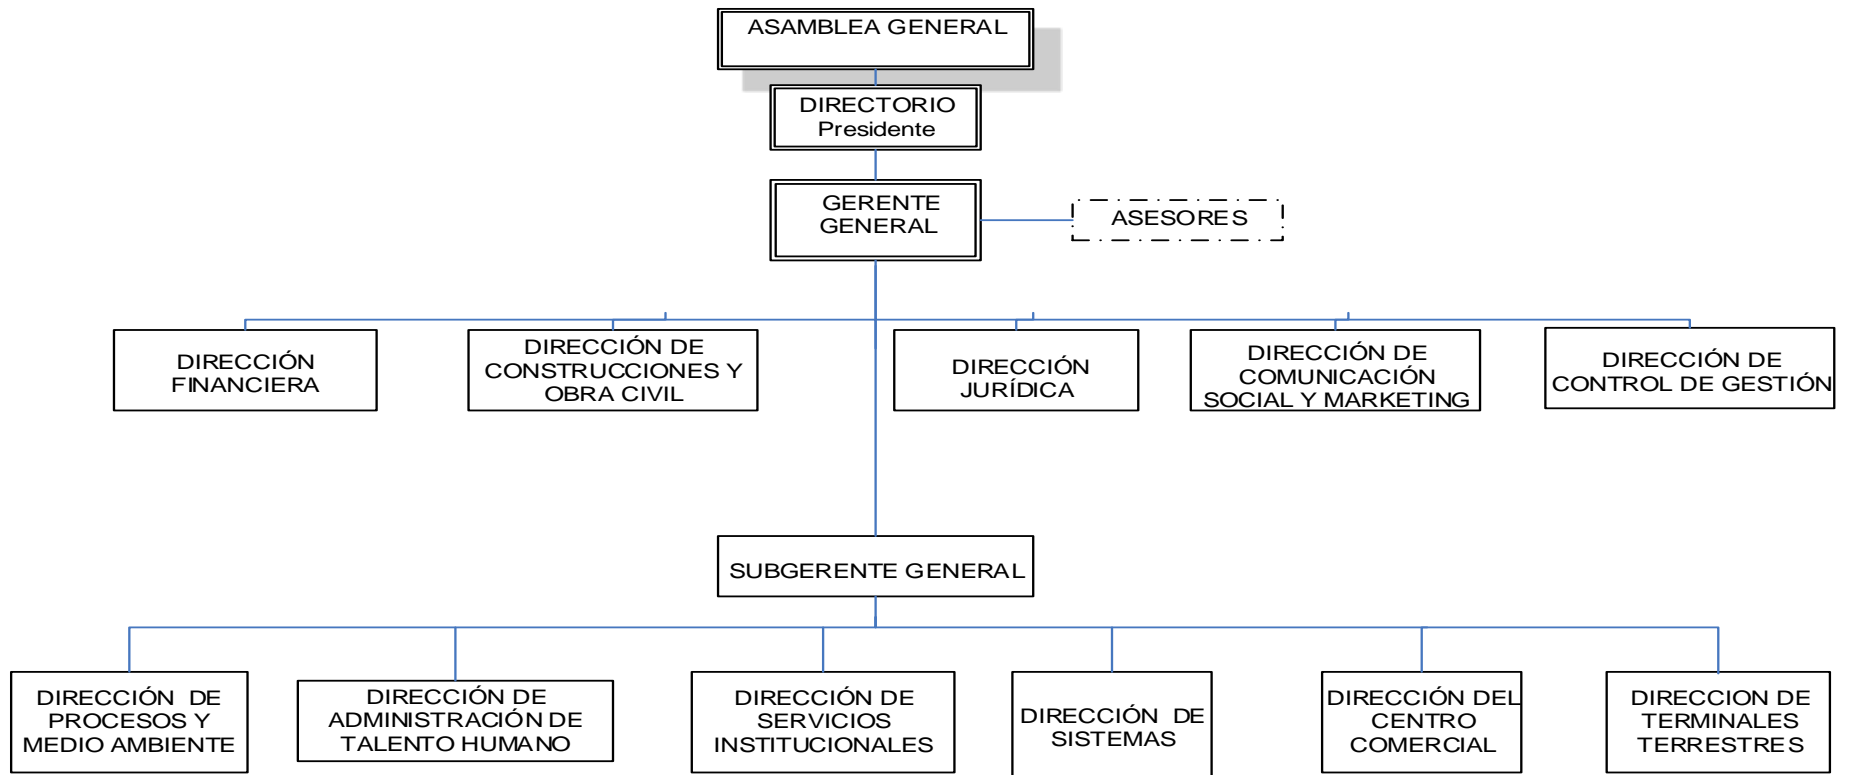 ASAMBLEA GENERAL
DIRECTORIO
Presidente
GERENTE
GENERAL
ASESORES
DIRECCIÓN
FINANCIERA
DIRECCIÓN DE
CONSTRUCCIONES Y
OBRA CIVIL
DIRECCIÓN
JURÍDICA
DIRECCIÓN DE
COMUNICACIÓN
SOCIAL Y MARKETING
DIRECCIÓN DE
CONTROL DE GESTIÓN
SUBGERENTE GENERAL
DIRECCIÓN DE
PROCESOS Y
MEDIO AMBIENTE
DIRECCIÓN DE
ADMINISTRACIÓN DE
TALENTO HUMANO
DIRECCIÓN DE
SERVICIOS
INSTITUCIONALES
DIRECCIÓN DE
SISTEMAS
DIRECCIÓN DEL
CENTRO
COMERCIAL
DIRECCION DE
TERMINALES
TERRESTRES